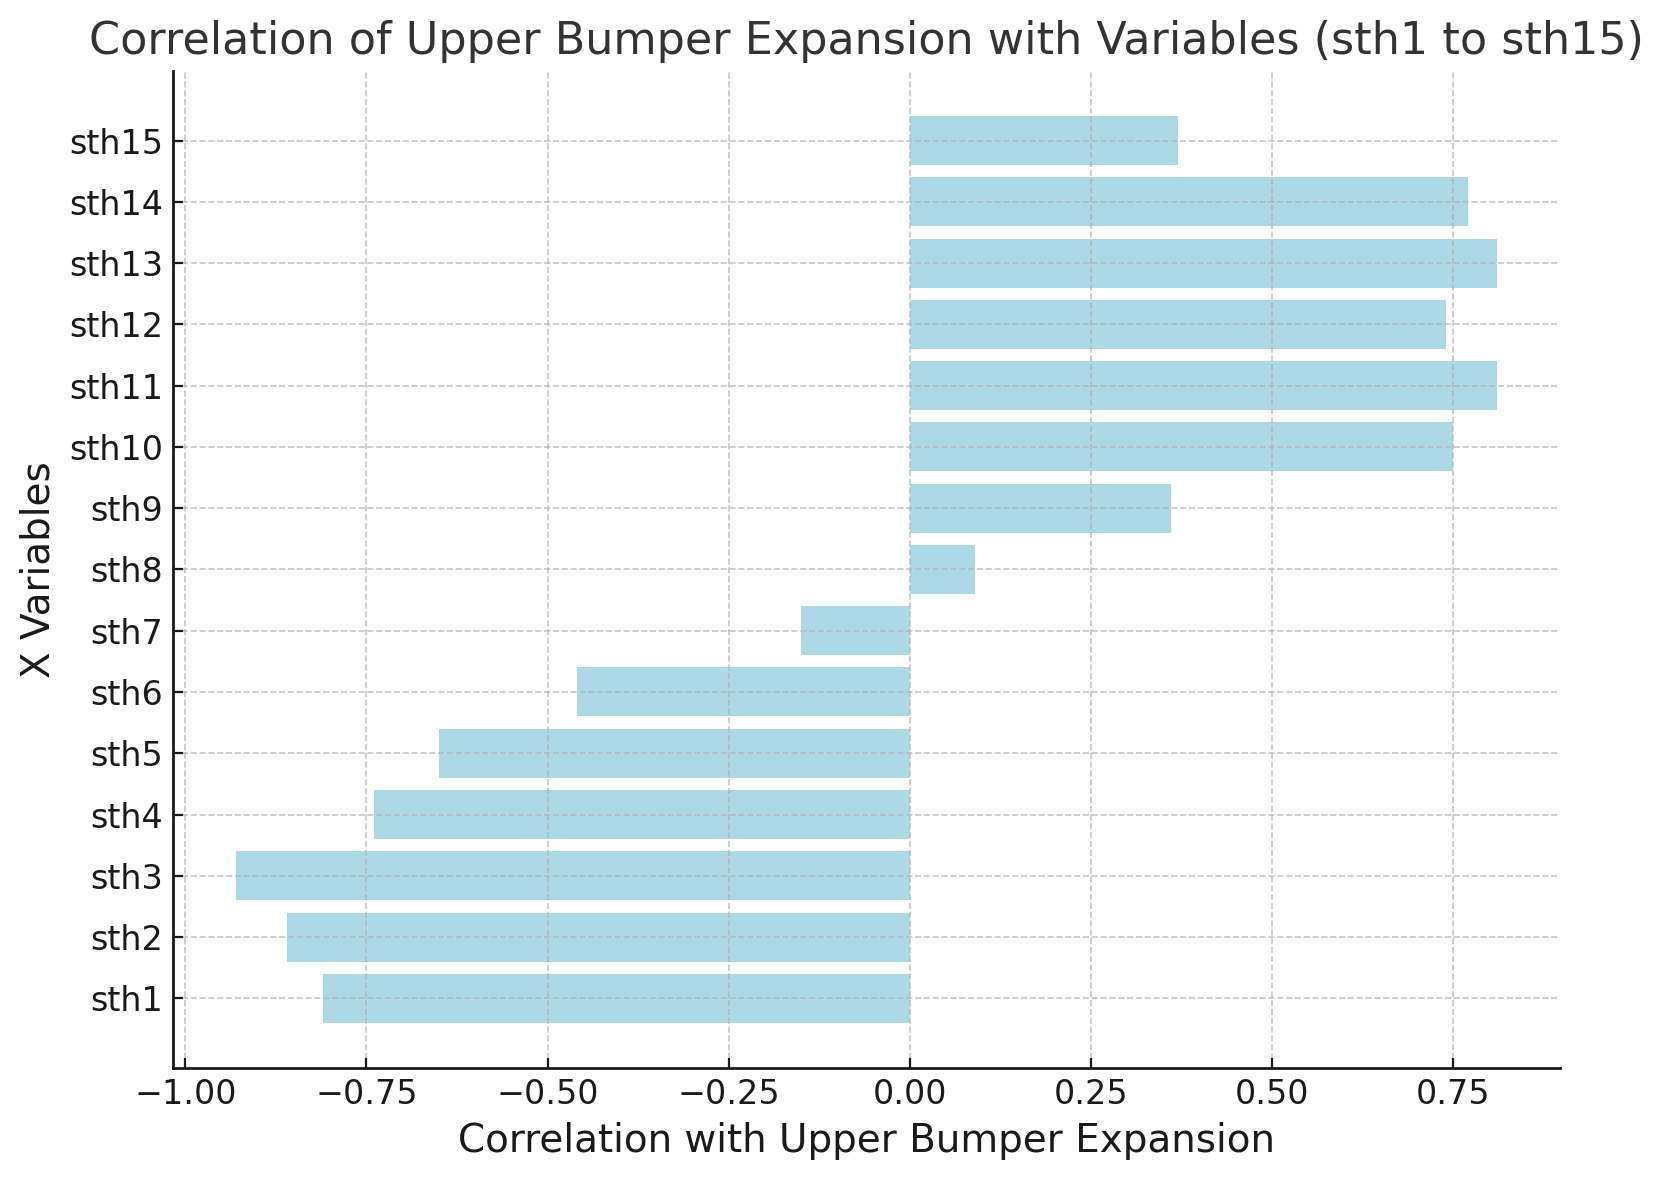 Correlation of Upper Bumper Expansion with Variables (sth1 to sth15)
X Variables
sth15
sth14
sth13
sth12
sth11
sth10
sth9
sth8
sth7
sth6
sth5
sth4
sth3
sth2
sth1
−1.00 −0.75 −0.50 −0.25 0.00 0.25 0.50 0.75
Correlation with Upper Bumper Expansion